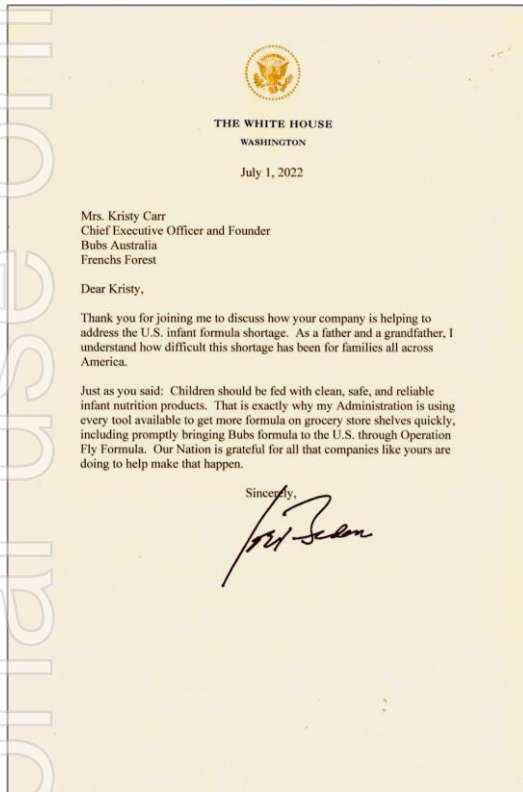 THE WHITE HOUSE
WASHINGTON
July 1, 2022
Mrs. Kristy Carr
Chief Executive Officer and Founder
Bubs Australia
Frenchs Forest
Dear Kristy,
Thank you for joining me to discuss how your company is helping to
address the U.S. infant formula shortage.  As a father and a grandfather, I
understand how difficult this shortage has been for families all across
America.
Just as you said:  Children should be fed with clean, safe, and reliable
infant nutrition products.  That is exactly why my Administration is using
every tool available to get more formula on grocery store shelves quickly,
including promptly bringing Bubs formula to the U.S. through Operation
Fly Formula.  Our Nation is grateful for all that companies like yours are
doing to help make that happen.
Sincerely,
Joe Biden
onal use onl